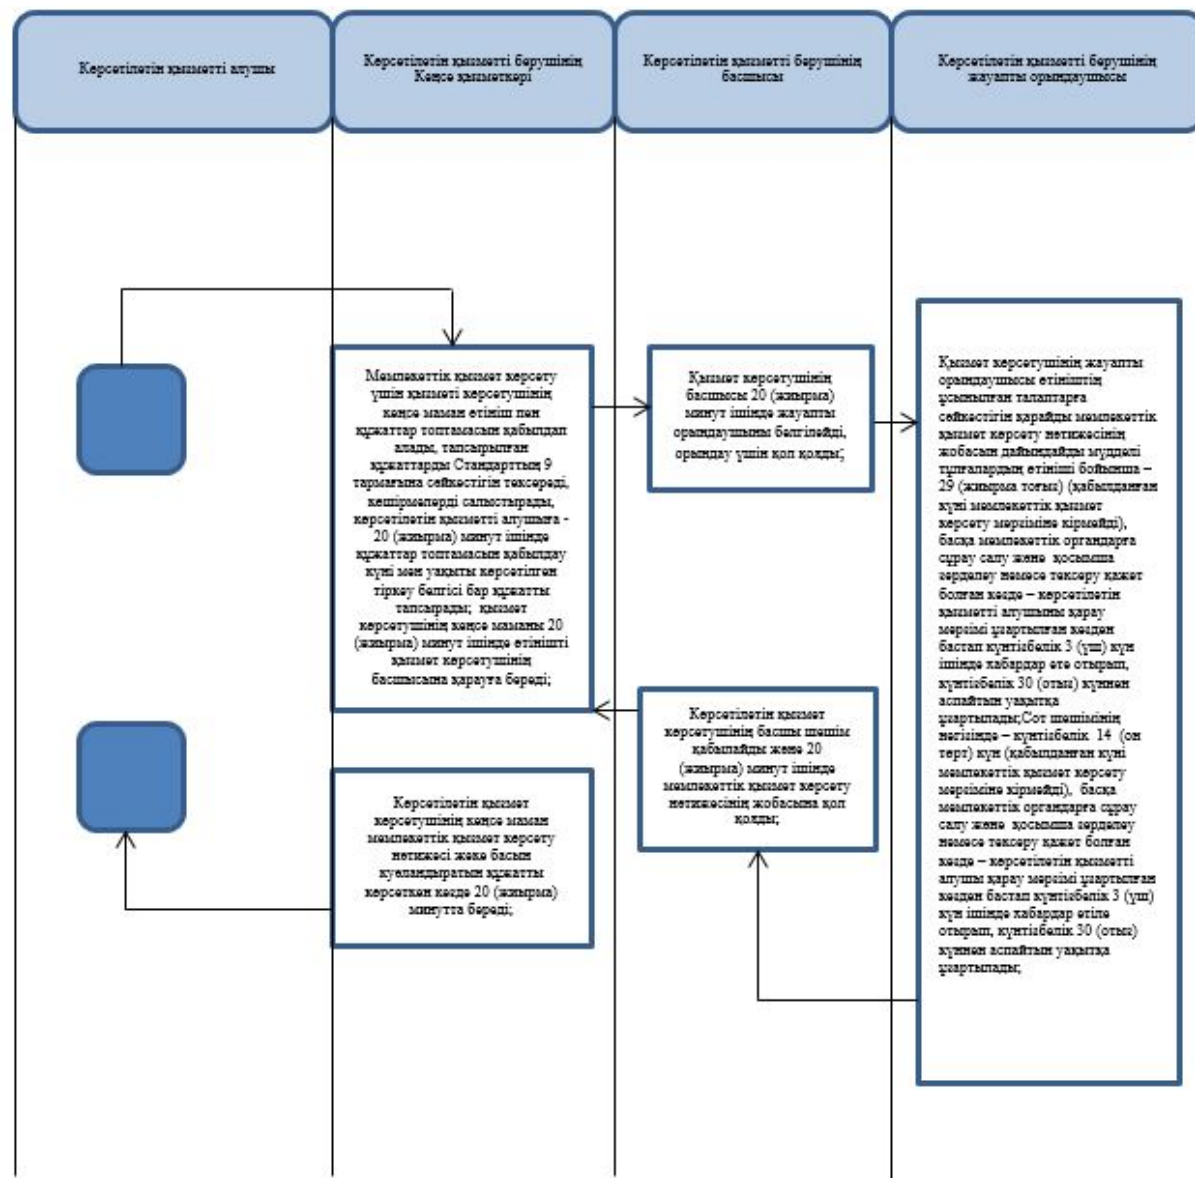 Көрсетілетін қызметті алушы
Көрсетілетін қызметті берушінің
Кеңсе қызметкері
Көрсетілетін қызметті берушінің
басшысы
Көрсетілетін қызметті берушінің
жауапты орындаушысы
Мемлекеттік қызмет көрсету
үшін қызметі көрсетушінің
кеңсе маман өтініш пен
құжаттар топтамасын қабылдап
алады, тапсырылған
құжаттарды Стандарттың 9
тармағына сәйкестігін тексереді,
көшірмелерді салыстырады,
көрсетілетін қызметті алушыға -
20 (жиырма) минут ішінде
құжаттар топтамасын қабылдау
күні мен уақыты көрсетілген
тіркеу белгісі бар құжатты
тапсырады; қызмет
көрсетушінің кеңсе маманы 20
(жиырма) минут ішінде өтінішті
қызмет көрсетушінің
басшысына қарауға береді;
Қызмет көрсетушінің
басшысы 20 (жиырма)
минут ішінде жауапты
орындаушыны белгілейді,
орындау үшін қол қояды;
Қызмет көрсетушінің жауапты
орындаушысы өтініштің
ұсынылған талаптарға
сәйкестігін қарайды мемлекеттік
қызмет көрсету нәтижесінің
жобасын дайындайды мүдделі
тұлғалардың өтініші бойынша –
29 (жиырма тоғыз) (қабылданған
күні мемлекеттік қызмет
көрсету мерзіміне кірмейді),
басқа мемлекеттік органдарға
сұрау салу және қосымша
зерделеу немесе тексеру қажет
болған кезде – көрсетілетін
қызметті алушыны қарау
мерзімі ұзартылған кезден
бастап күнтізбелік 3 (үш) күн
ішінде хабардар ете отырып,
күнтізбелік 30 (отыз) күннен
аспайтын уақытқа
ұзартылады;Сот шешімінің
негізінде – күнтізбелік 14 (он
төрт) күн (қабылданған күні
мемлекеттік қызмет көрсету
мерзіміне кірмейді), басқа
мемлекеттік органдарға сұрау
салу және қосымша зерделеу
немесе тексеру қажет болған
кезде – көрсетілетін қызметті
алушы қарау мерзімі ұзартылған
кезден бастап күнтізбелік 3 (үш)
күн ішінде хабардар етіле
отырып, күнтізбелік 30 (отыз)
күннен аспайтын уақытқа
ұзартылады;
Көрсетілетін қызмет
көрсетушінің басшы шешім
қабылайды және 20
(жиырма) минут ішінде
мемлекеттік қызмет көрсету
нәтижесінің жобасына қол
қояды;
Көрсетілетін қызмет
көрсетушінің кеңсе маман
мемлекеттік қызмет көрсету
нәтижесі жеке басын
куәландыратын құжатты
көрсеткен кезде 20 (жиырма)
минутта береді;